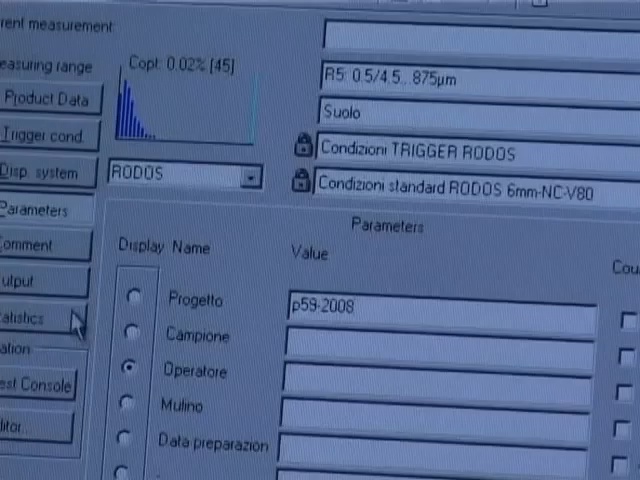 rent measurement
easuring range
Copt: 0.02% [45]
R5: 0.5/4.5...875µm
Product Data
Suolo
Trigger cond.
Condizioni TRIGGER RODOS
Disp. system
RODOS
Condizioni standard RODOS 6mm-NC-V80
Parameters
Parameters
omment
Display Name
Value
Cou
utput
Progetto
p59-2008
atistics
Campione
ation
Operatore
est Console
Mulino
ditor...
Data preparazion